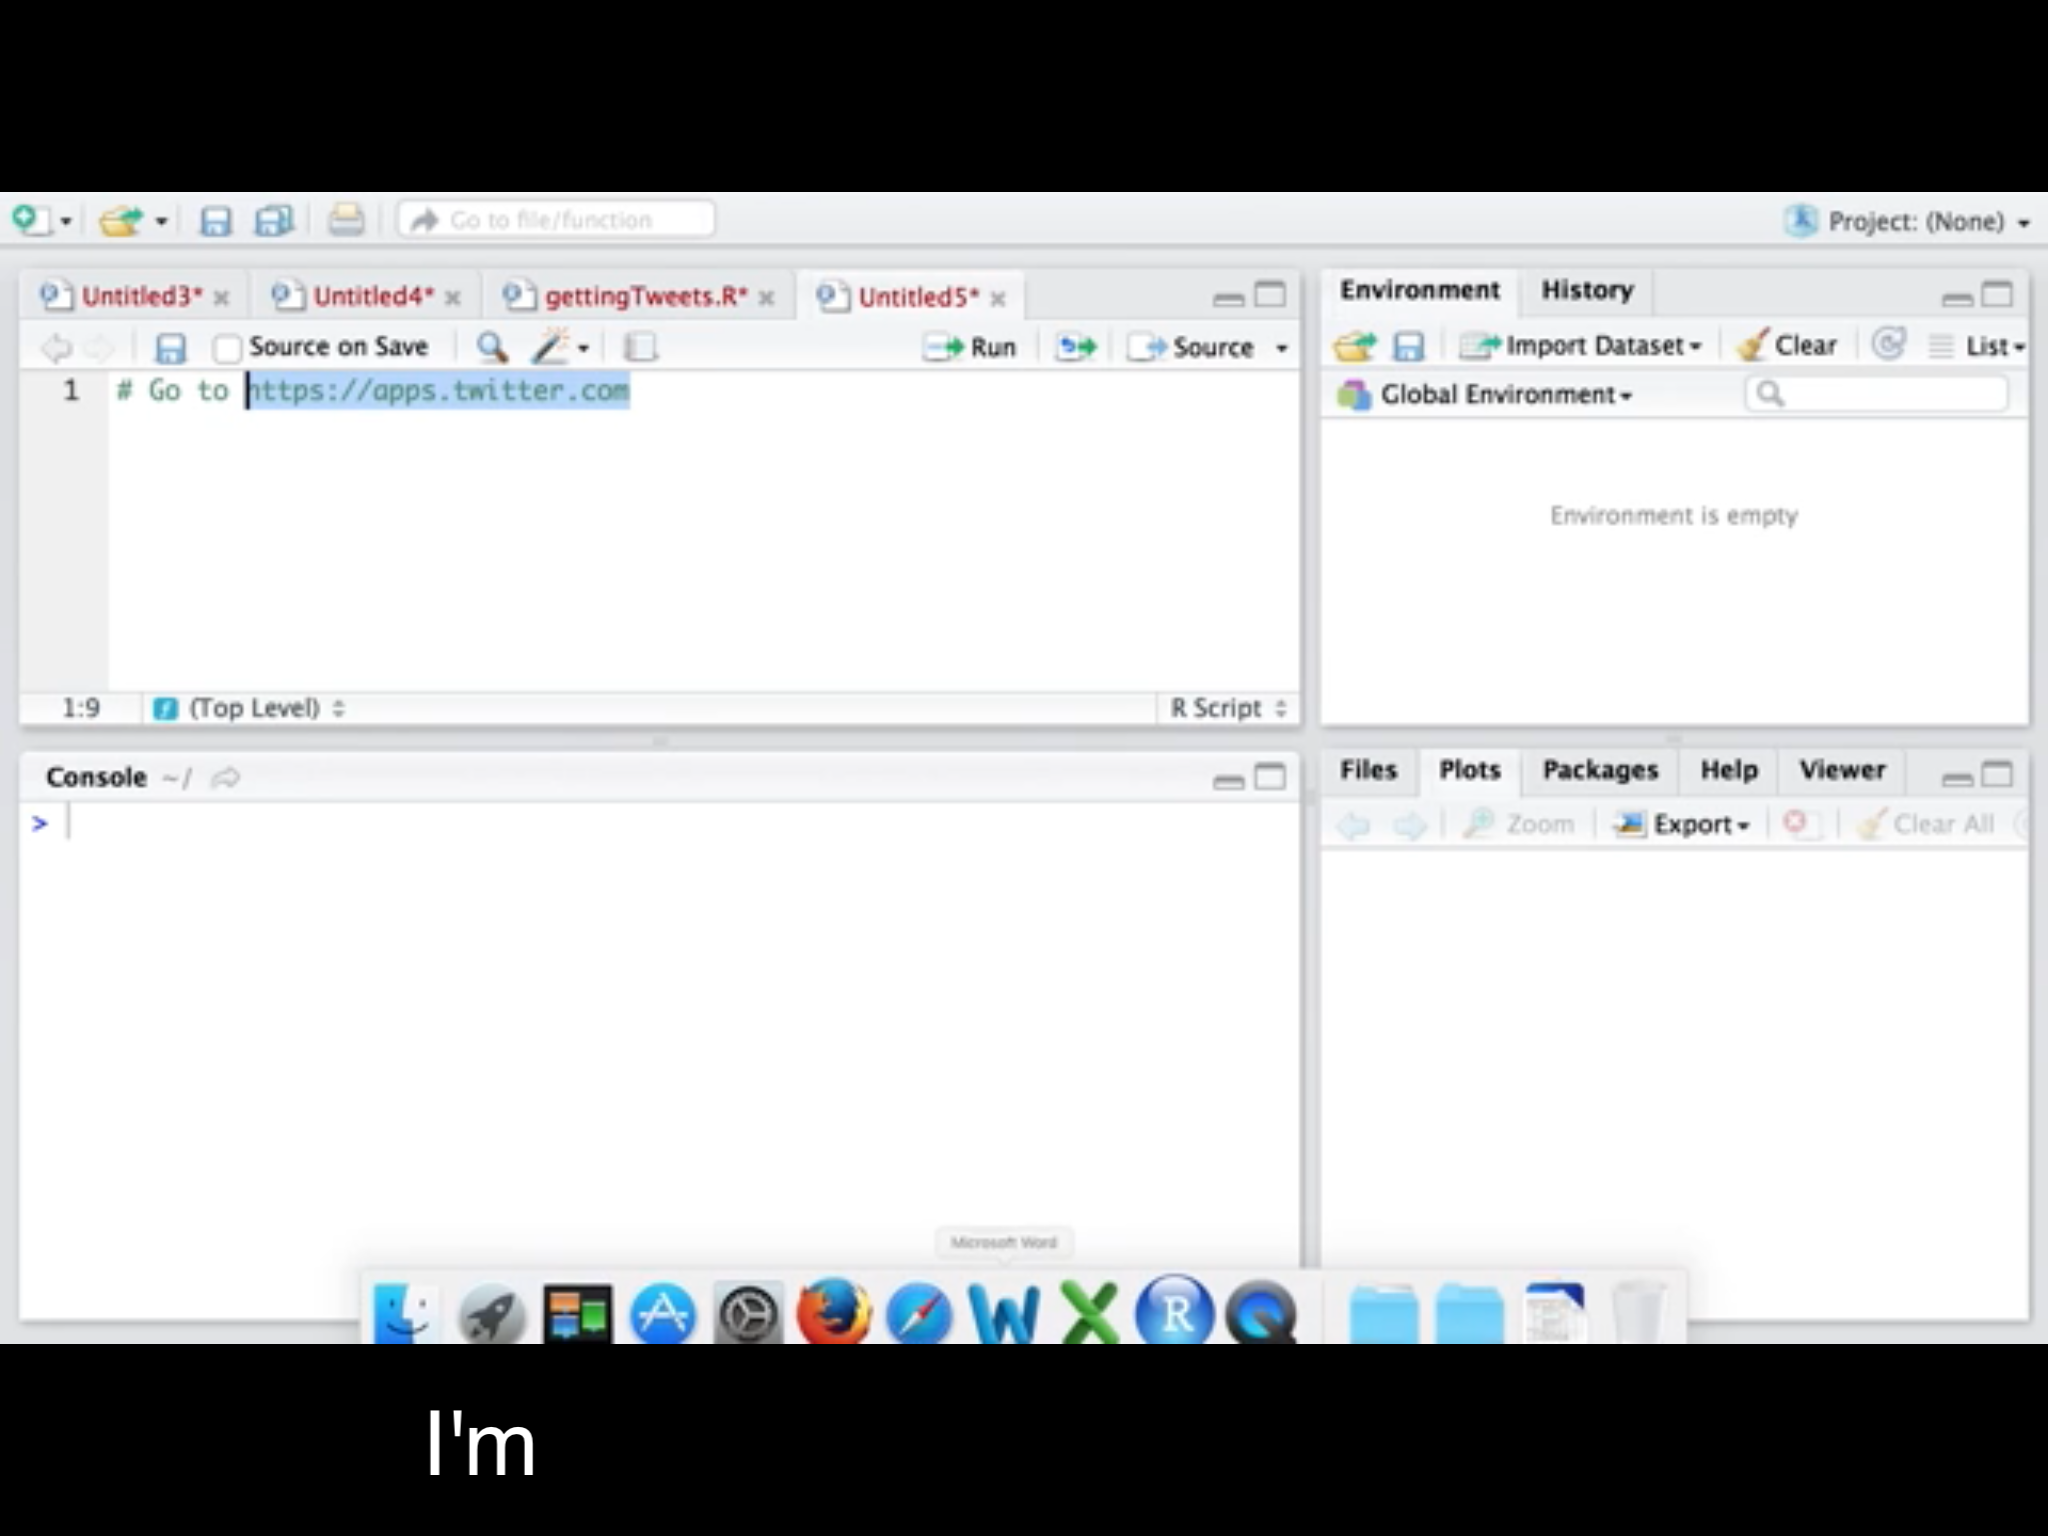 Go to file/function
Project: (None)
Untitled3* Untitled4* gettingTweets.R* Untitled5*
Source on Save Run Source
1 # Go to https://apps.twitter.com
1:9 (Top Level) R Script
Environment History
Import Dataset Clear List
Global Environment
Environment is empty
Console ~/
>
Files Plots Packages Help Viewer
Zoom Export Clear All
Microsoft Word
I'm